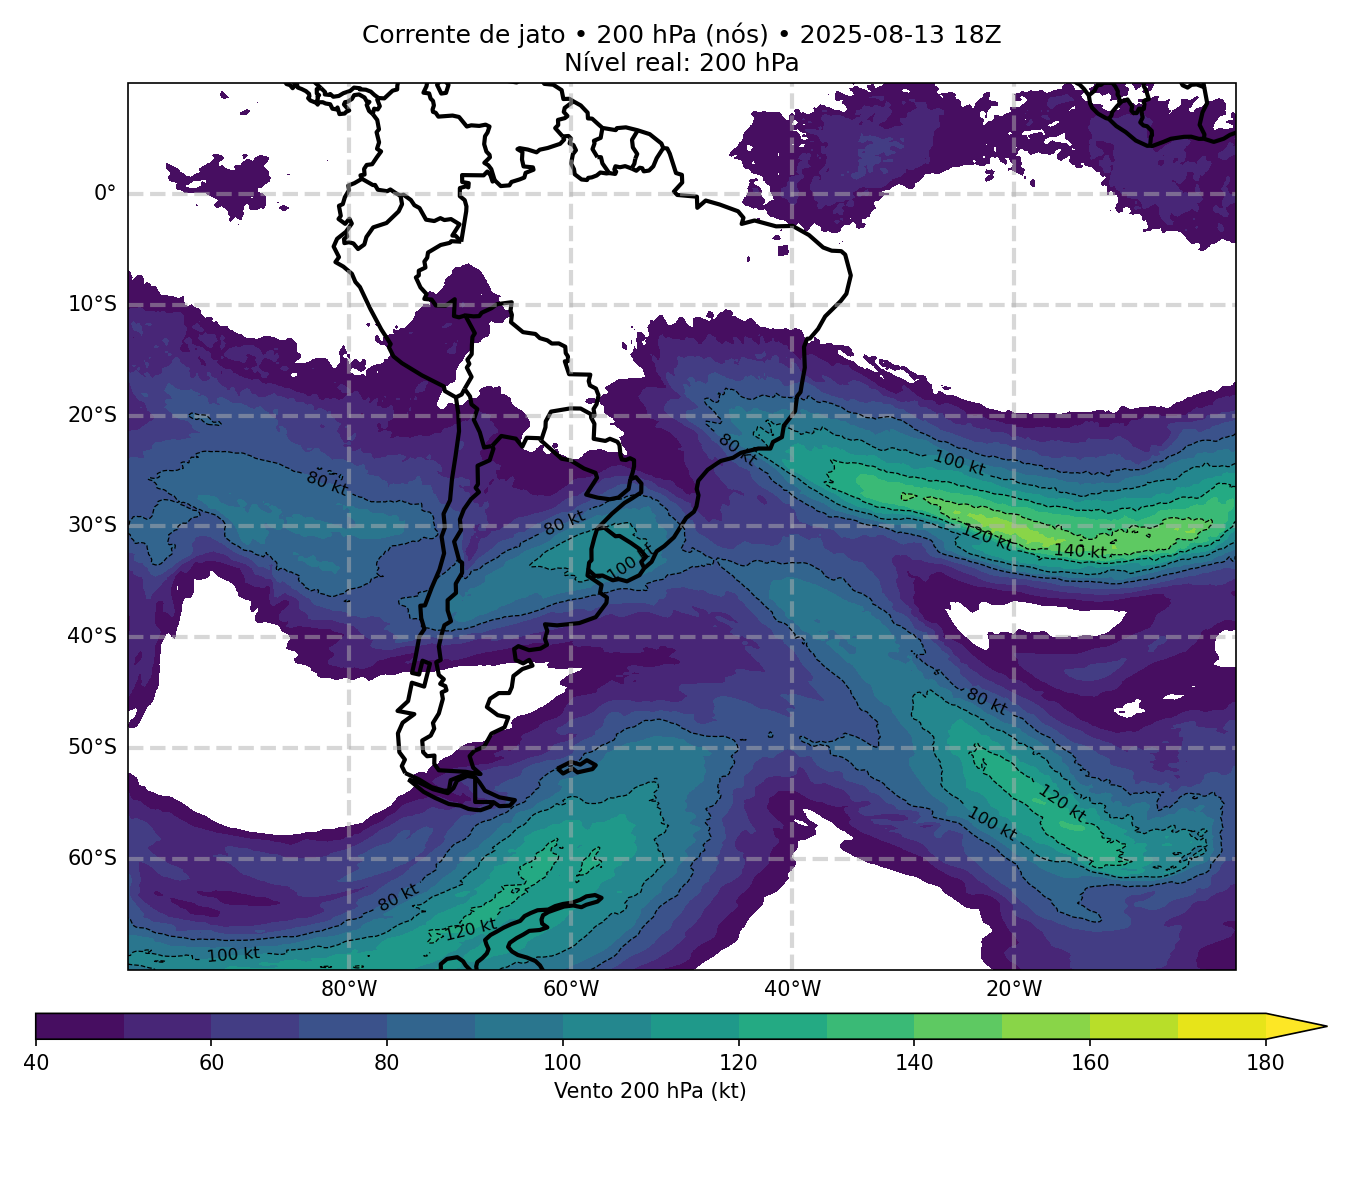 Corrente de jato • 200 hPa (nós) • 2025-08-13 18Z
Nível real: 200 hPa
0°
10°S
20°S
80 kt
100 kt
80 kt
30°S
80 kt
120 kt
140 kt
100 kt
40°S
80 kt
50°S
120 kt
100 kt
60°S
80 kt
120 kt
100 kt
80°W 60°W 40°W 20°W
40 60 80 100 120 140 160 180
Vento 200 hPa (kt)